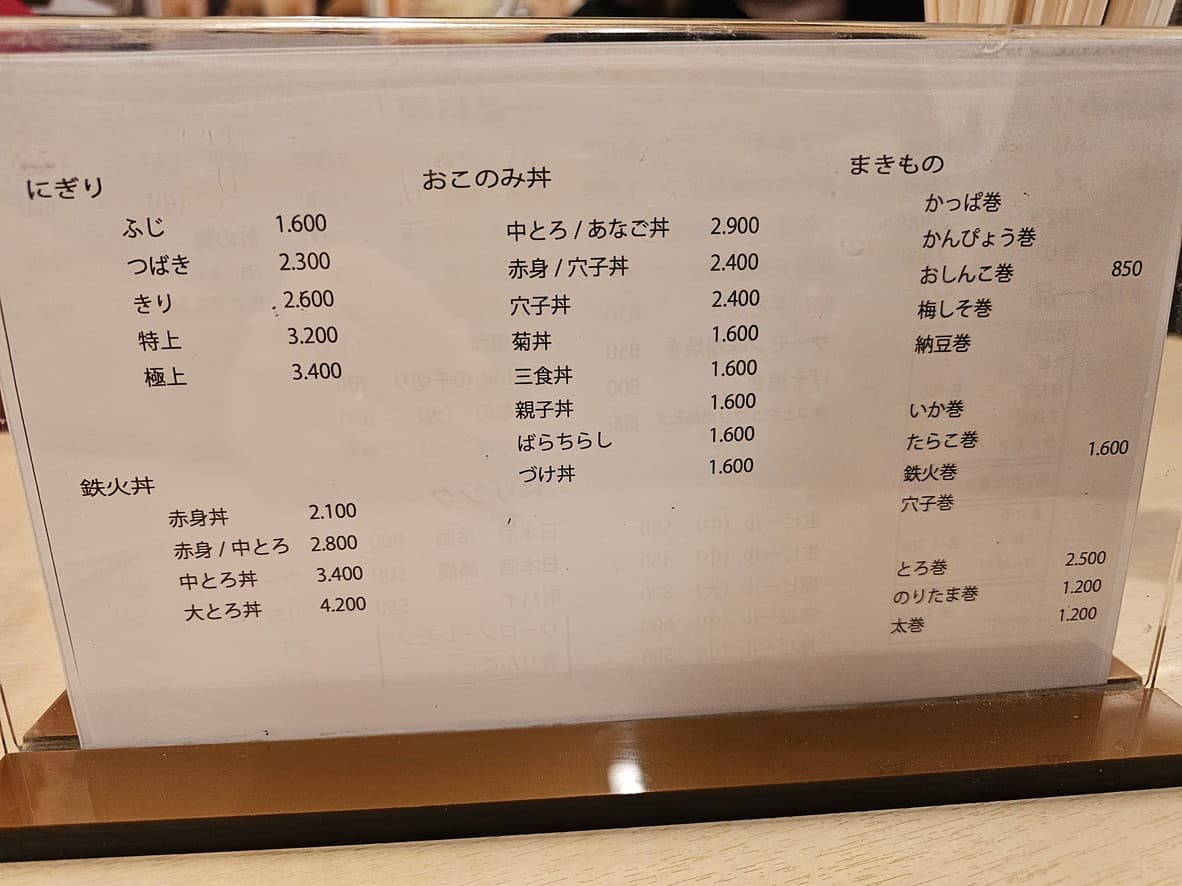 にぎり
ふじ 1.600
つばき 2.300
きり 2.600
特上 3.200
極上 3.400
鉄火丼
赤身丼 2.100
赤身 / 中とろ 2.800
中とろ丼 3.400
大とろ丼 4.200
おこのみ丼
中とろ / あなご丼 2.900
赤身 / 穴子丼 2.400
穴子丼 2.400
菊丼 1.600
三食丼 1.600
親子丼 1.600
ばらちらし 1.600
づけ丼 1.600
まきもの
かっぱ巻
かんぴょう巻
おしんこ巻 850
梅しそ巻
納豆巻
いか巻
たらこ巻 1.600
鉄火巻
穴子巻
とろ巻 2.500
のりたま巻 1.200
太巻 1.200